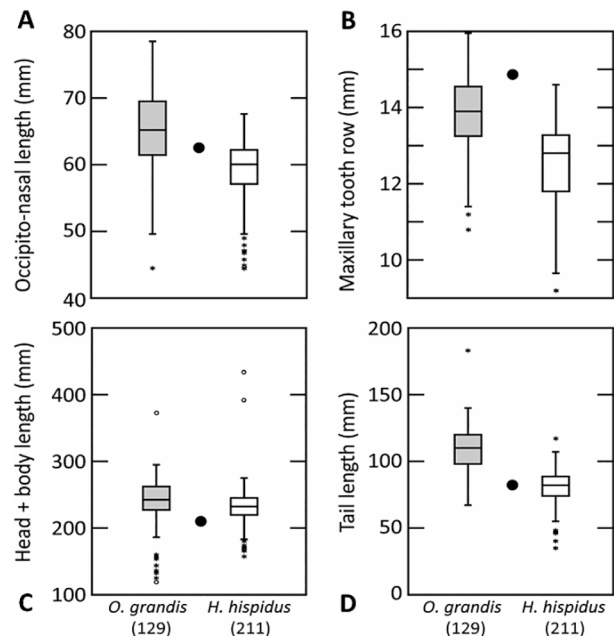 A
Occipito-nasal length (mm)
80
70
60
50
40
B
Maxillary tooth row (mm)
16
14
12
10
C
Head + body length (mm)
500
400
300
200
100
O. grandis
(129)
H. hispidus
(211)
D
Tail length (mm)
200
150
100
50
0
O. grandis
(129)
H. hispidus
(211)